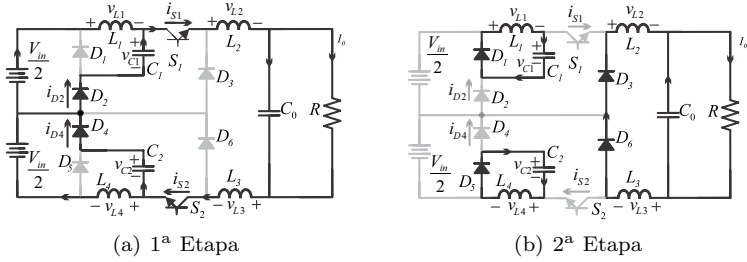 v_L1 i_S1 v_L2
+ − + −
L_1 S_1 L_2 I_o
V_in/2 D_1 v_C1 + − C_1 D_3
i_D2 D_2
C_0 R
i_D4 D_4
V_in/2 D_5 v_C2 + − C_2 D_6
L_4 i_S2 L_3
− v_L4 + S_2 − v_L3 +
(a) 1ª Etapa
v_L1 i_S1 v_L2
+ − + −
L_1 S_1 L_2 I_o
V_in/2 D_1 v_C1 + − C_1 D_3
i_D2 D_2
C_0 R
i_D4 D_4
V_in/2 D_5 v_C2 + − C_2 D_6
L_4 i_S2 L_3
− v_L4 + S_2 − v_L3 +
(b) 2ª Etapa